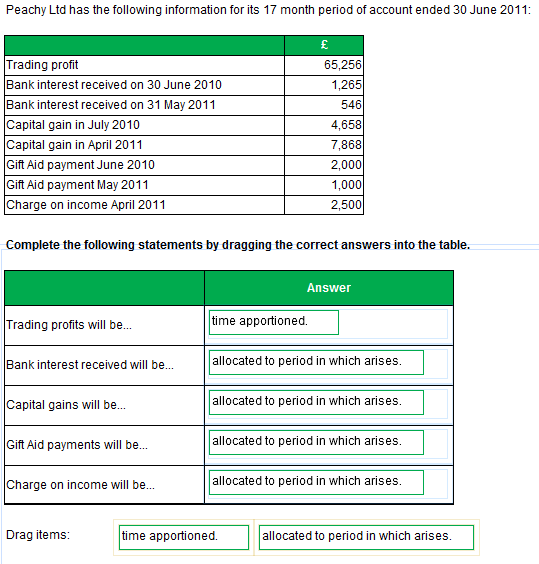 Peachy Ltd has the following information for its 17 month period of account ended 30 June 2011:
£
Trading profit 65,256
Bank interest received on 30 June 2010 1,265
Bank interest received on 31 May 2011 546
Capital gain in July 2010 4,658
Capital gain in April 2011 7,868
Gift Aid payment June 2010 2,000
Gift Aid payment May 2011 1,000
Charge on income April 2011 2,500
Complete the following statements by dragging the correct answers into the table.
Answer
Trading profits will be... time apportioned.
Bank interest received will be... allocated to period in which arises.
Capital gains will be... allocated to period in which arises.
Gift Aid payments will be... allocated to period in which arises.
Charge on income will be... allocated to period in which arises.
Drag items: time apportioned. allocated to period in which arises.